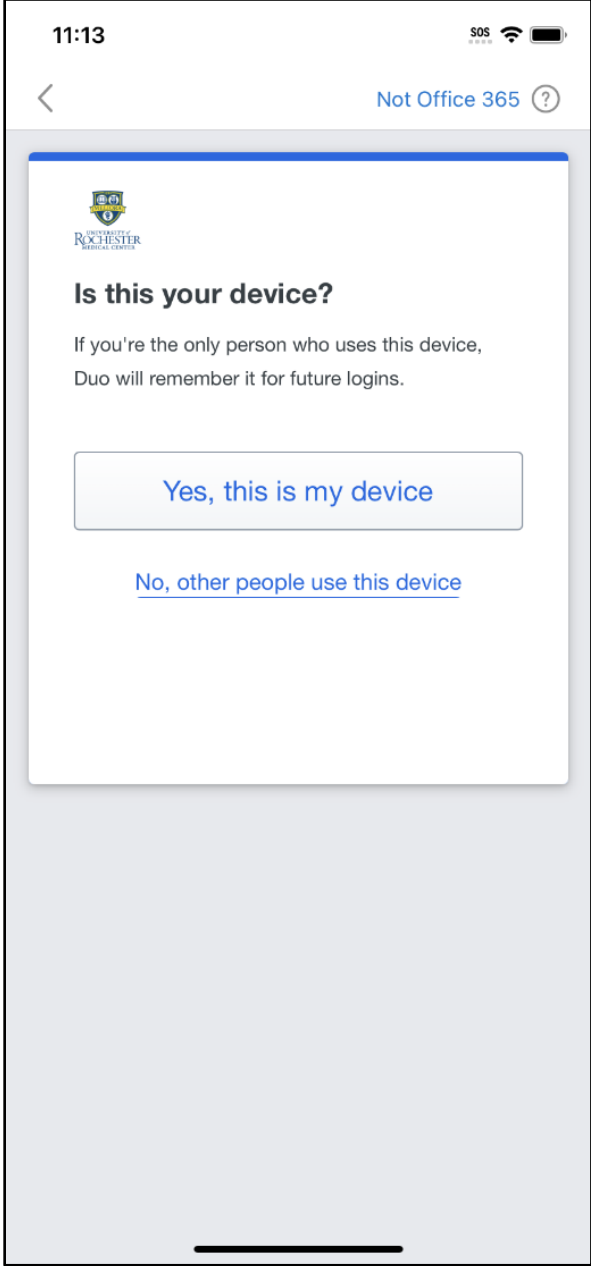 11:13
SOS
Not Office 365 ?
UNIVERSITY of
ROCHESTER
MEDICAL CENTER
Is this your device?
If you're the only person who uses this device,
Duo will remember it for future logins.
Yes, this is my device
No, other people use this device